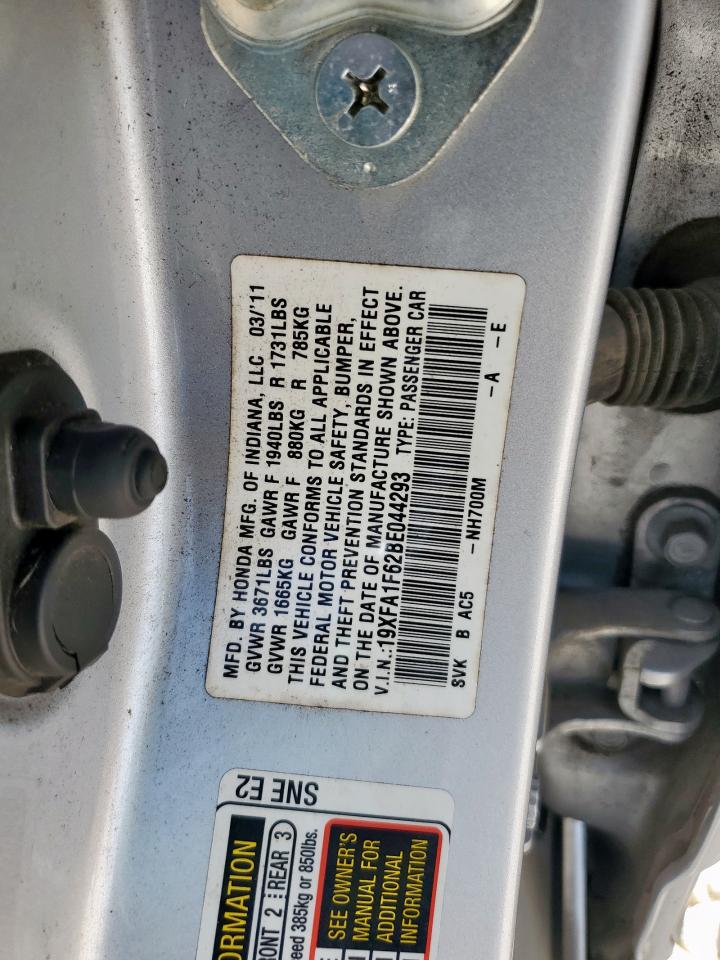 MFD. BY HONDA MFG. OF INDIANA, LLC 03/'11
GVWR 3671LBS GAWR F 1940LBS R 1731LBS
GVWR 1665KG GAWR F 880KG R 785KG
THIS VEHICLE CONFORMS TO ALL APPLICABLE
FEDERAL MOTOR VEHICLE SAFETY, BUMPER,
AND THEFT PREVENTION STANDARDS IN EFFECT
ON THE DATE OF MANUFACTURE SHOWN ABOVE.
V.I.N.:19XFA1F62BE044293 TYPE: PASSENGER CAR
SVK B AC5 -NH700M -A -E
SNE E2
FRONT 2 REAR 3
385kg or 850lbs.
SEE OWNER'S
MANUAL FOR
ADDITIONAL
INFORMATION